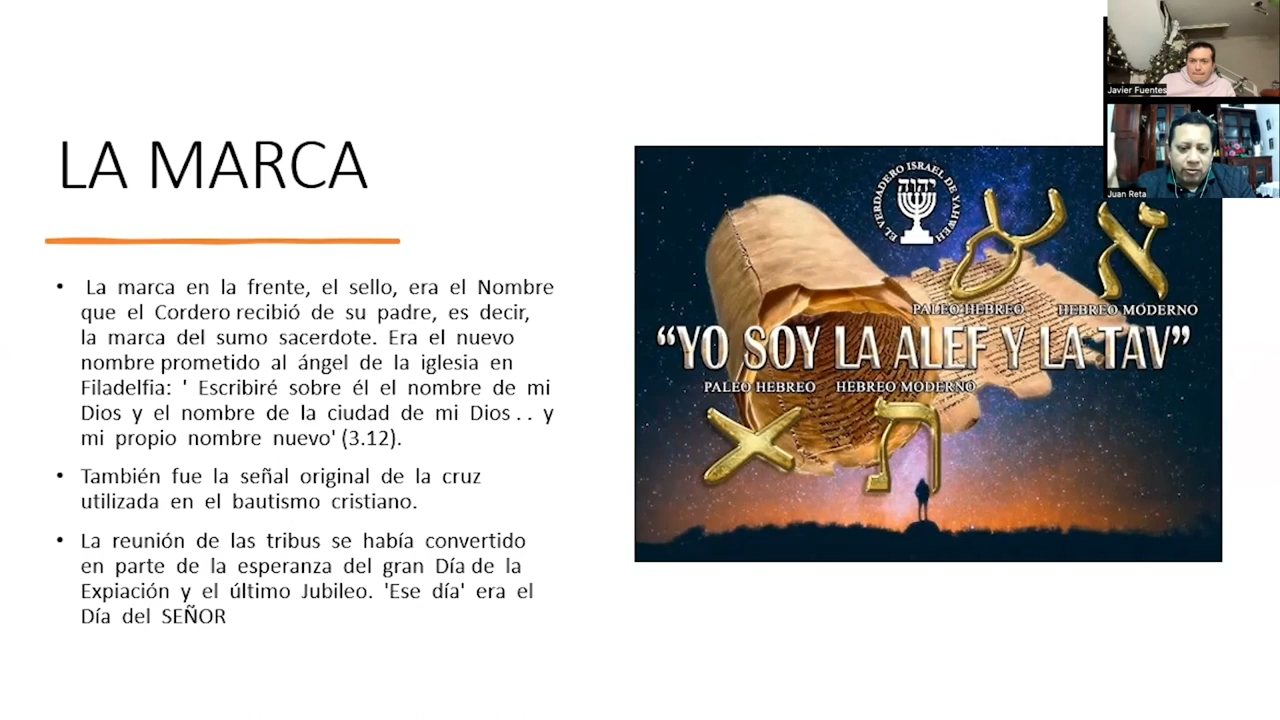 LA MARCA
• La marca en la frente, el sello, era el Nombre
que el Cordero recibió de su padre, es decir,
la marca del sumo sacerdote. Era el nuevo
nombre prometido al ángel de la iglesia en
Filadelfia: ' Escribiré sobre él el nombre de mi
Dios y el nombre de la ciudad de mi Dios . . y
mi propio nombre nuevo' (3.12).
• También fue la señal original de la cruz
utilizada en el bautismo cristiano.
• La reunión de las tribus se había convertido
en parte de la esperanza del gran Día de la
Expiación y el último Jubileo. 'Ese día' era el
Día del SEÑOR
EL VERDADERO ISRAEL DE YAHWEH
יהוה
א
PALEO HEBREO
HEBREO MODERNO
“YO SOY LA ALEF Y LA TAV”
PALEO HEBREO
HEBREO MODERNO
ת
Javier Fuentes
Juan Reta